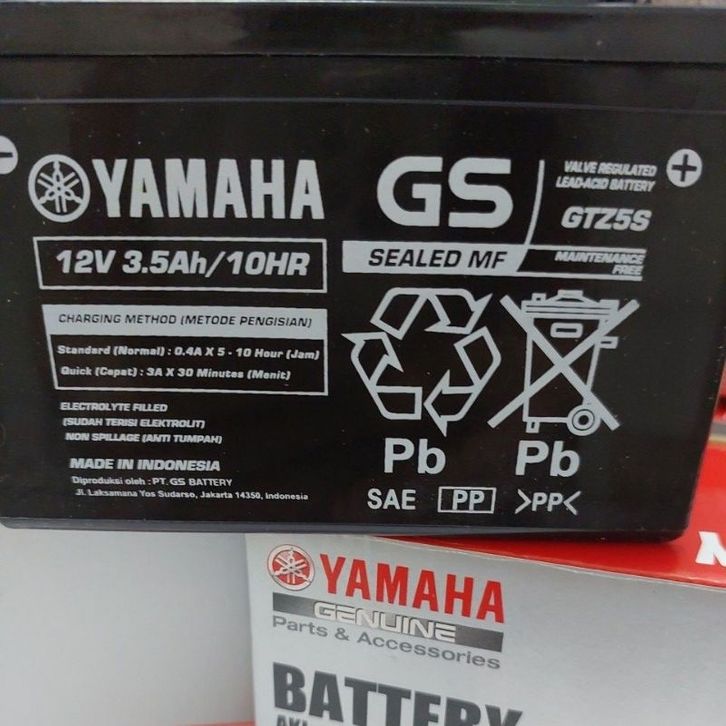 YAMAHA
GS
VALVE REGULATED
LEAD-ACID BATTERY
GTZ5S
12V 3.5Ah/10HR
SEALED MF
MAINTENANCE
FREE
CHARGING METHOD (METODE PENGISIAN)
Standard (Normal) : 0.4A X 5 - 10 Hour (Jam)
Quick (Cepat) : 3A X 30 Minutes (Menit)
ELECTROLYTE FILLED
(SUDAH TERISI ELEKTROLIT)
NON SPILLAGE (ANTI TUMPAH)
MADE IN INDONESIA
Diproduksi oleh : PT. GS BATTERY
Jl. Laksamana Yos Sudarso, Jakarta 14350, Indonesia
Pb
Pb
SAE
PP
>PP<
YAMAHA
GENUINE
Parts & Accessories
BATTERY